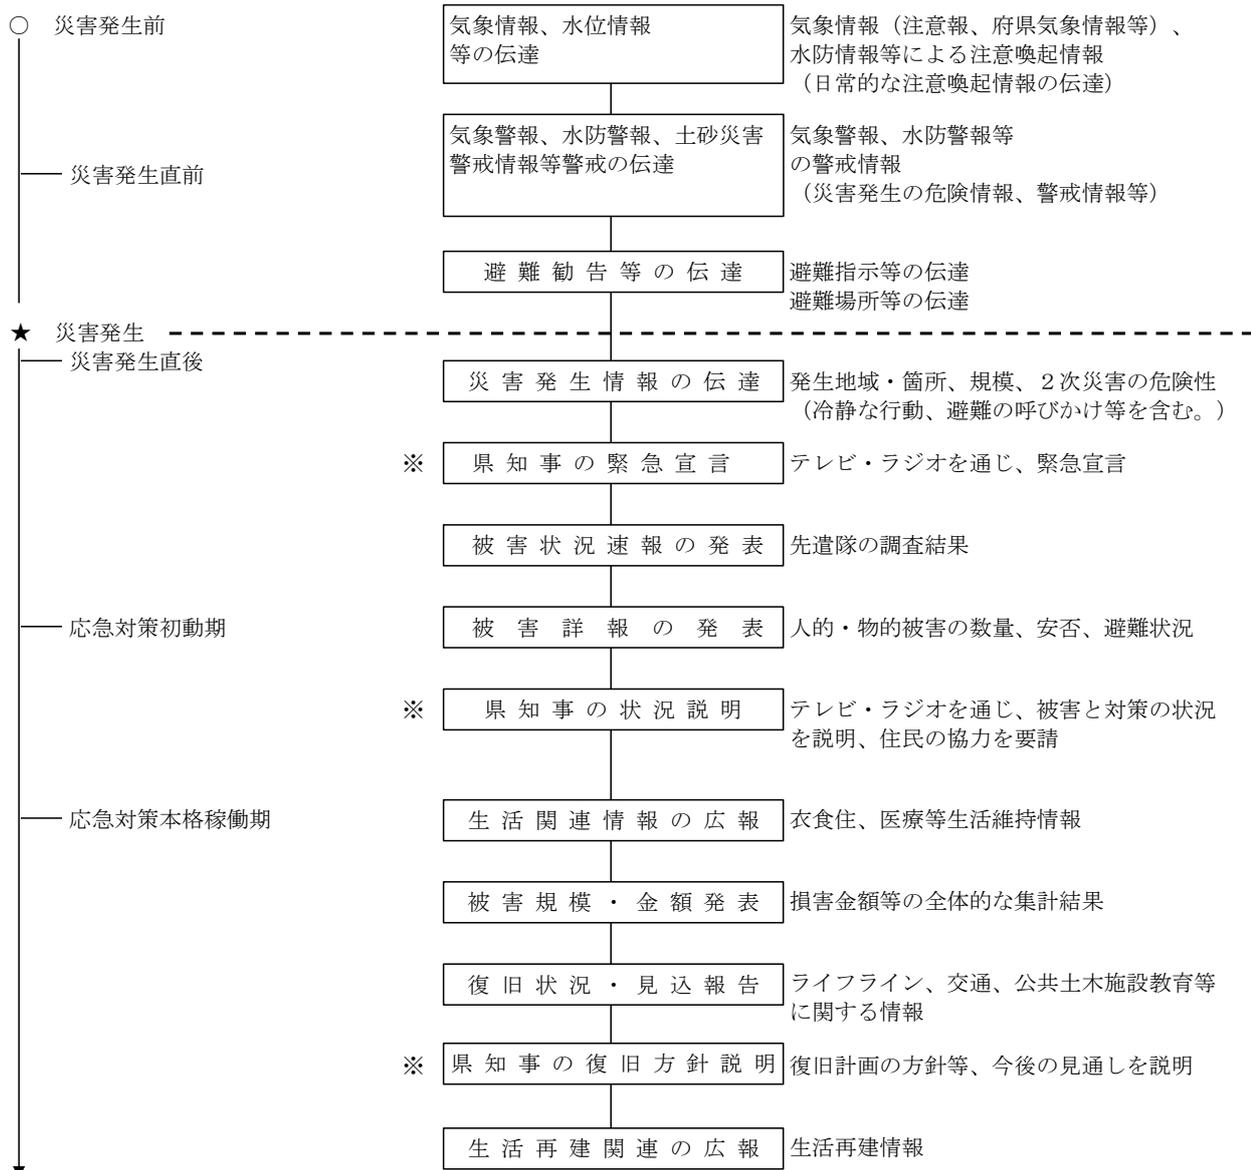 ○ 災害発生前
気象情報、水位情報
等の伝達
気象情報（注意報、府県気象情報等）、
水防情報等による注意喚起情報
（日常的な注意喚起情報の伝達）
災害発生直前
気象警報、水防警報、土砂災害
警戒情報等警戒の伝達
気象警報、水防警報等
の警戒情報
（災害発生の危険情報、警戒情報等）
避難勧告等の伝達
避難指示等の伝達
避難場所等の伝達
★ 災害発生
災害発生直後
災害発生情報の伝達
発生地域・箇所、規模、２次災害の危険性
（冷静な行動、避難の呼びかけ等を含む。）
※ 県知事の緊急宣言
テレビ・ラジオを通じ、緊急宣言
被害状況速報の発表
先遣隊の調査結果
応急対策初動期
被害詳報の発表
人的・物的被害の数量、安否、避難状況
※ 県知事の状況説明
テレビ・ラジオを通じ、被害と対策の状況
を説明、住民の協力を要請
応急対策本格稼働期
生活関連情報の広報
衣食住、医療等生活維持情報
被害規模・金額発表
損害金額等の全体的な集計結果
復旧状況・見込報告
ライフライン、交通、公共土木施設教育等
に関する情報
※ 県知事の復旧方針説明
復旧計画の方針等、今後の見通しを説明
生活再建関連の広報
生活再建情報